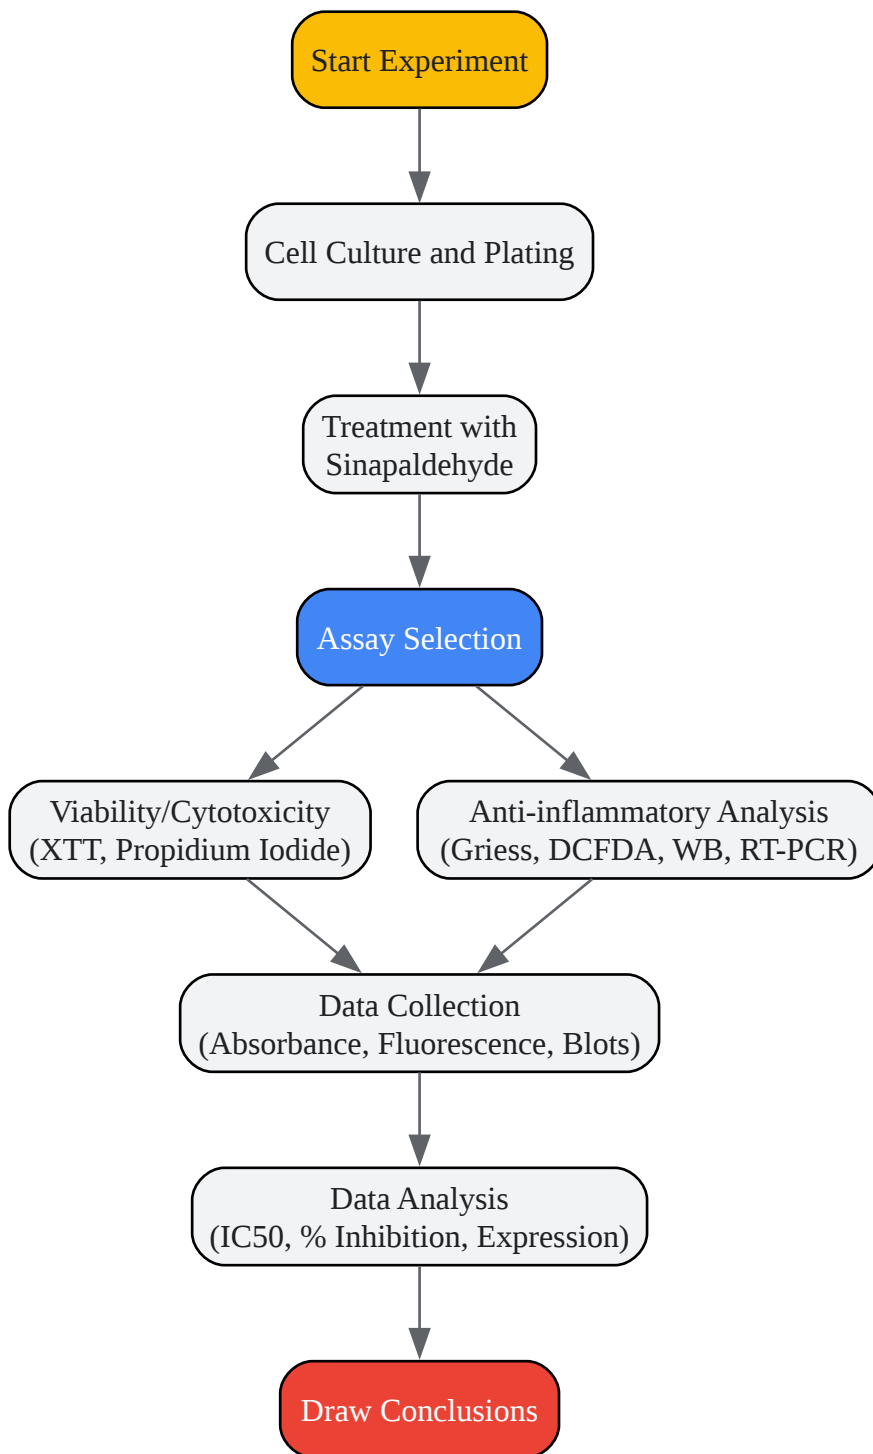 Start Experiment
Cell Culture and Plating
Treatment with
Sinapaldehyde
Assay Selection
Viability/Cytotoxicity
(XTT, Propidium Iodide)
Anti-inflammatory Analysis
(Griess, DCFDA, WB, RT-PCR)
Data Collection
(Absorbance, Fluorescence, Blots)
Data Analysis
(IC50, % Inhibition, Expression)
Draw Conclusions